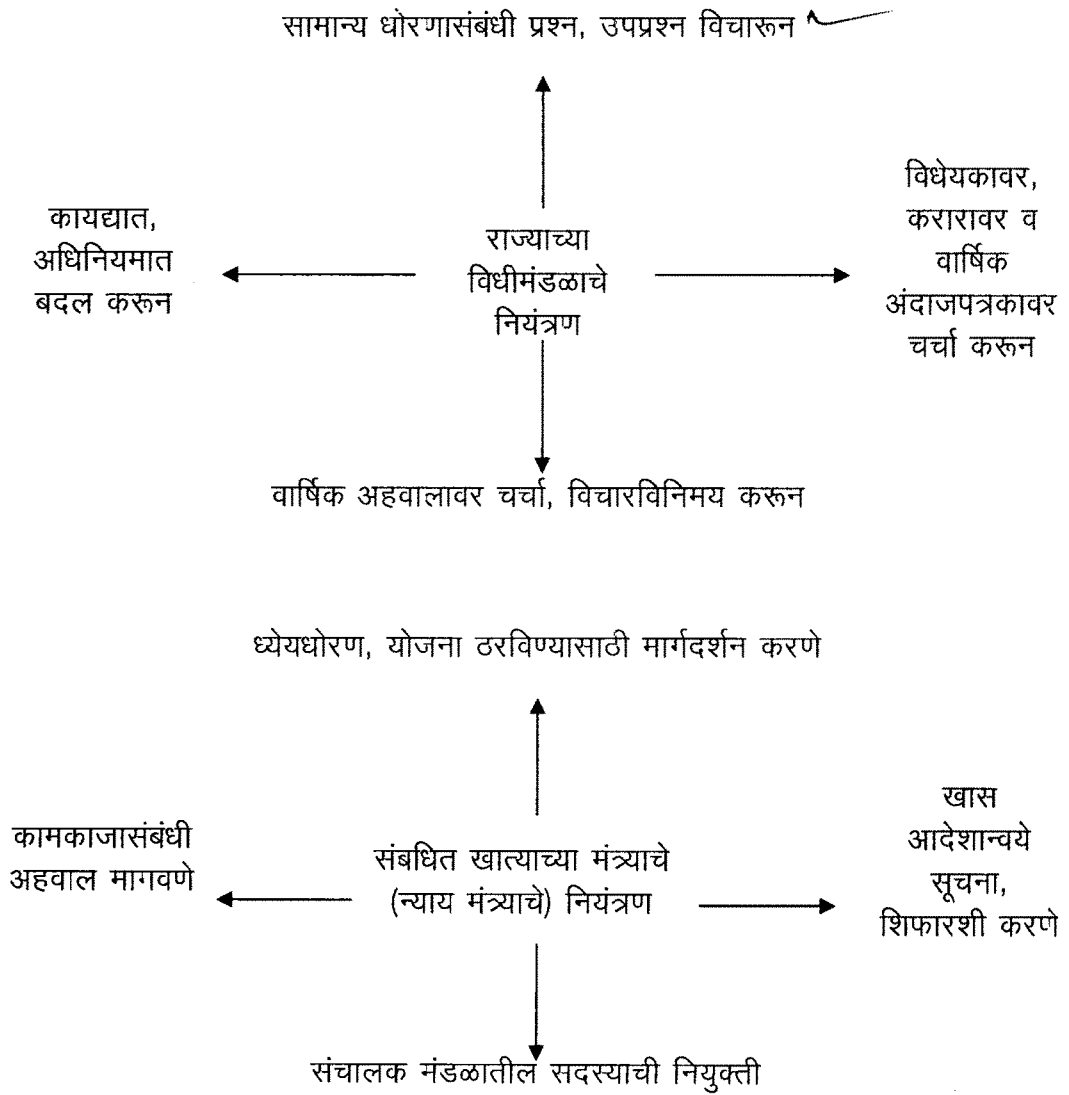 सामान्य धोरणासंबंधी प्रश्न, उपप्रश्न विचारून
कायद्यात,
अधिनियमात
बदल करून
राज्याच्या
विधीमंडळाचे
नियंत्रण
विधेयकावर,
करारावर व
वार्षिक
अंदाजपत्रकावर
चर्चा करून
वार्षिक अहवालावर चर्चा, विचारविनिमय करून
ध्येयधोरण, योजना ठरविण्यासाठी मार्गदर्शन करणे
कामकाजासंबंधी
अहवाल मागवणे
संबधित खात्याच्या मंत्र्याचे
(न्याय मंत्र्याचे) नियंत्रण
खास
आदेशान्वये
सूचना,
शिफारशी करणे
संचालक मंडळातील सदस्याची नियुक्ती